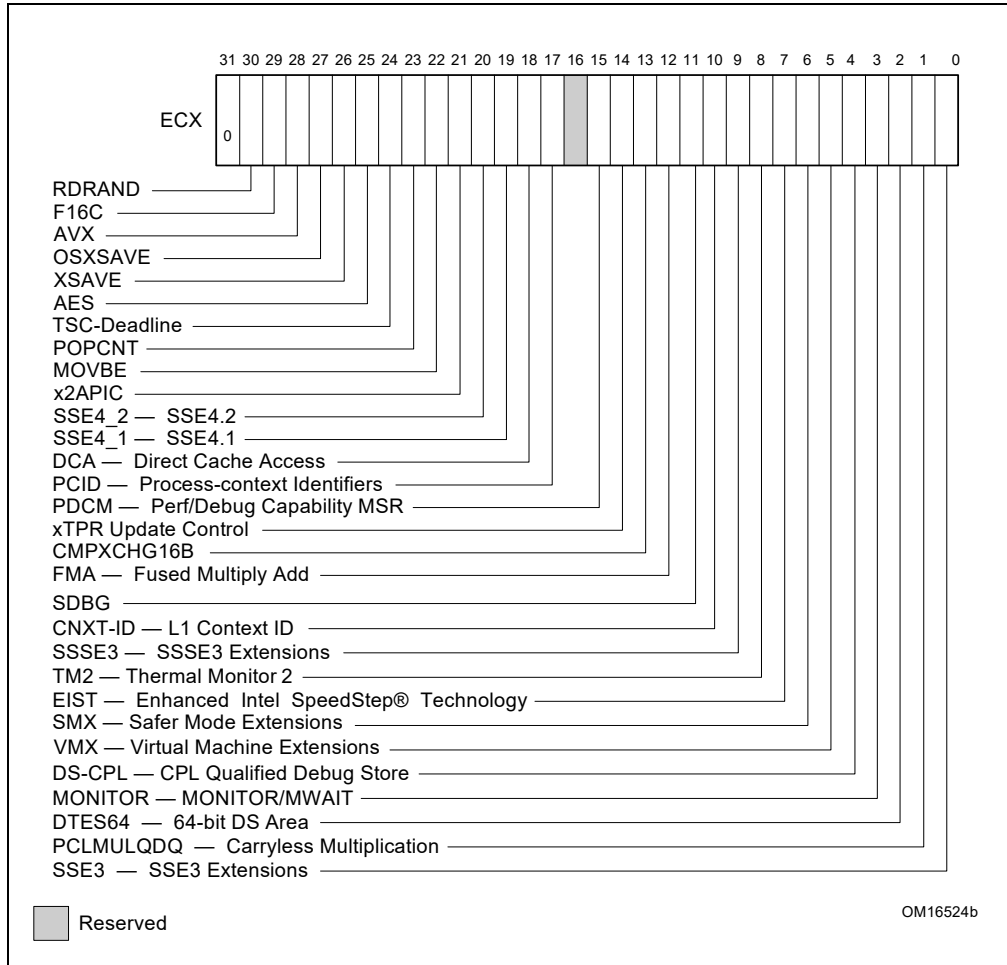 31 30 29 28 27 26 25 24 23 22 21 20 19 18 17 16 15 14 13 12 11 10 9 8 7 6 5 4 3 2 1 0
ECX
0
RDRAND
F16C
AVX
OSXSAVE
XSAVE
AES
TSC-Deadline
POPCNT
MOVBE
x2APIC
SSE4_2 — SSE4.2
SSE4_1 — SSE4.1
DCA — Direct Cache Access
PCID — Process-context Identifiers
PDCM — Perf/Debug Capability MSR
xTPR Update Control
CMPXCHG16B
FMA — Fused Multiply Add
SDBG
CNXT-ID — L1 Context ID
SSSE3 — SSSE3 Extensions
TM2 — Thermal Monitor 2
EIST — Enhanced Intel SpeedStep® Technology
SMX — Safer Mode Extensions
VMX — Virtual Machine Extensions
DS-CPL — CPL Qualified Debug Store
MONITOR — MONITOR/MWAIT
DTES64 — 64-bit DS Area
PCLMULQDQ — Carryless Multiplication
SSE3 — SSE3 Extensions
Reserved
OM16524b